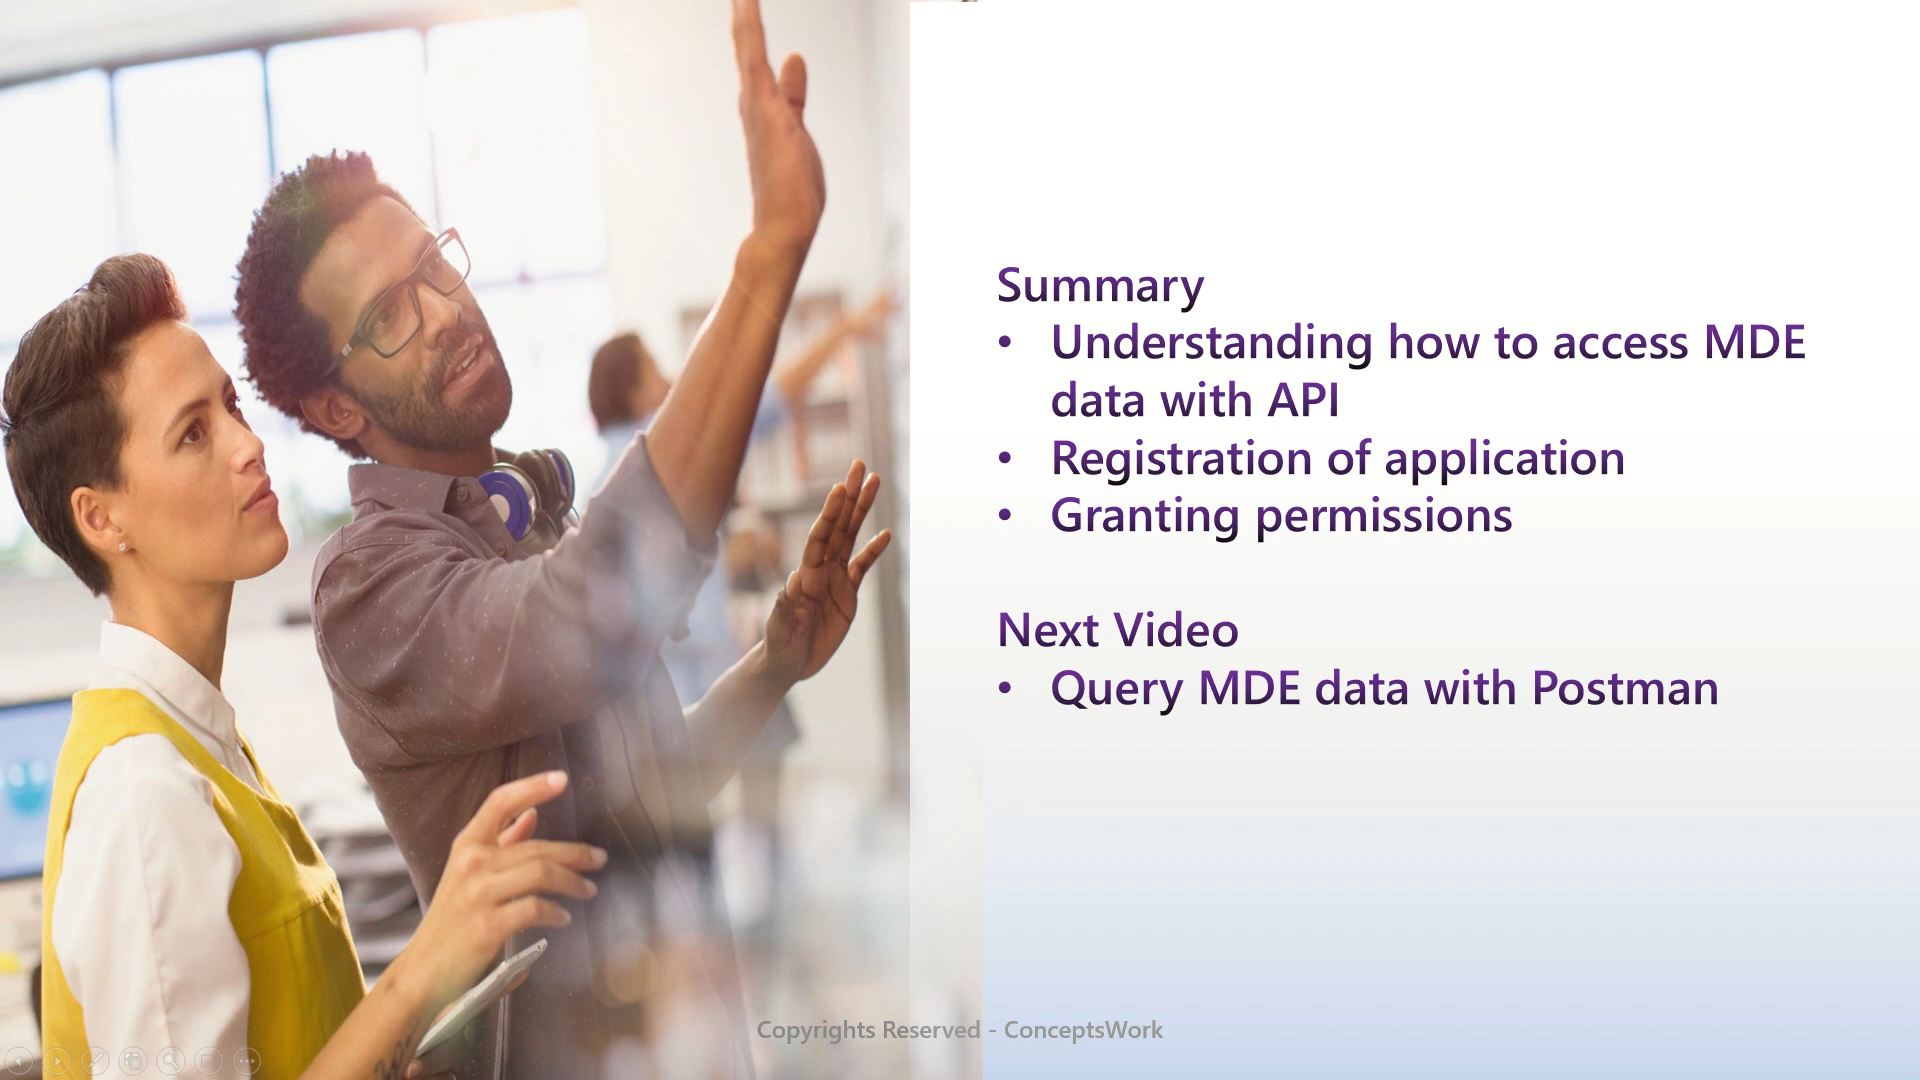 Summary
• Understanding how to access MDE
data with API
• Registration of application
• Granting permissions
Next Video
• Query MDE data with Postman
Copyrights Reserved - ConceptsWork